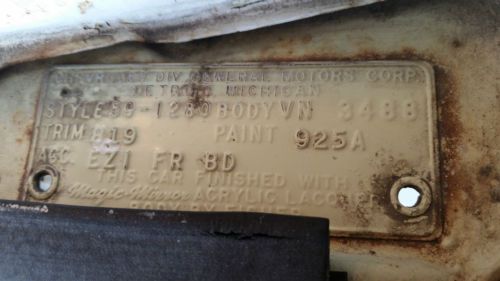 CHEVROLET DIV. GENERAL MOTORS CORP.
DETROIT, MICHIGAN
STYLE 59-1280 BODY VN 3488
TRIM 819 PAINT 925A
ACC. EZI FR BD
THIS CAR FINISHED WITH
Magic-Mirror ACRYLIC LACQUER